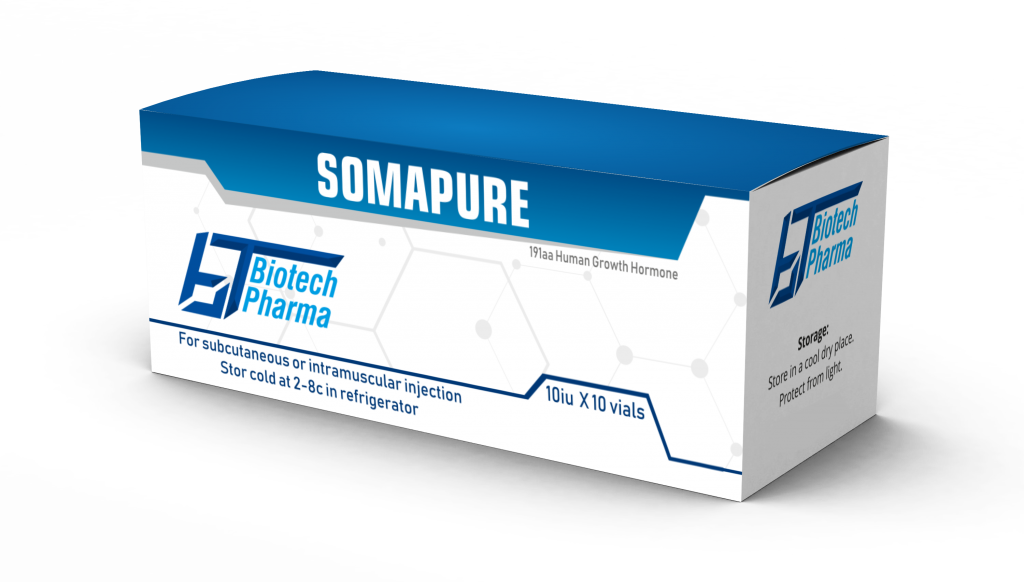 SOMAPURE
191aa Human Growth Hormone
Biotech
Pharma
For subcutaneous or intramuscular injection
Stor cold at 2-8c in refrigerator
10iu X 10 vials
Biotech
Pharma
Storage:
Store in a cool dry place.
Protect from light.